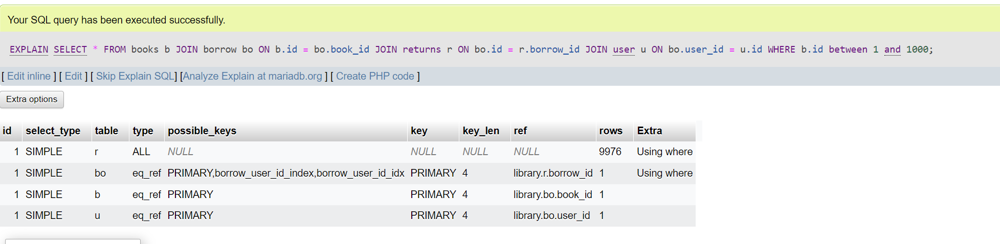 Your SQL query has been executed successfully.
EXPLAIN SELECT * FROM books b JOIN borrow bo ON b.id = bo.book_id JOIN returns r ON bo.id = r.borrow_id JOIN user u ON bo.user_id = u.id WHERE b.id between 1 and 1000;
[ Edit inline ] [ Edit ] [ Skip Explain SQL] [Analyze Explain at mariadb.org ] [ Create PHP code ]
Extra options
id select_type table type possible_keys key key_len ref rows Extra
1 SIMPLE r ALL NULL NULL NULL NULL 9976 Using where
1 SIMPLE bo eq_ref PRIMARY,borrow_user_id_index,borrow_user_id_idx PRIMARY 4 library.r.borrow_id 1 Using where
1 SIMPLE b eq_ref PRIMARY PRIMARY 4 library.bo.book_id 1
1 SIMPLE u eq_ref PRIMARY PRIMARY 4 library.bo.user_id 1